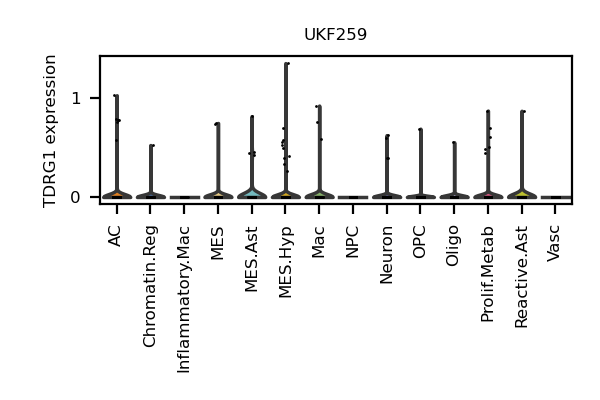 UKF259
TDRG1 expression
1
0
AC
Chromatin.Reg
Inflammatory.Mac
MES
MES.Ast
MES.Hyp
Mac
NPC
Neuron
OPC
Oligo
Prolif.Metab
Reactive.Ast
Vasc